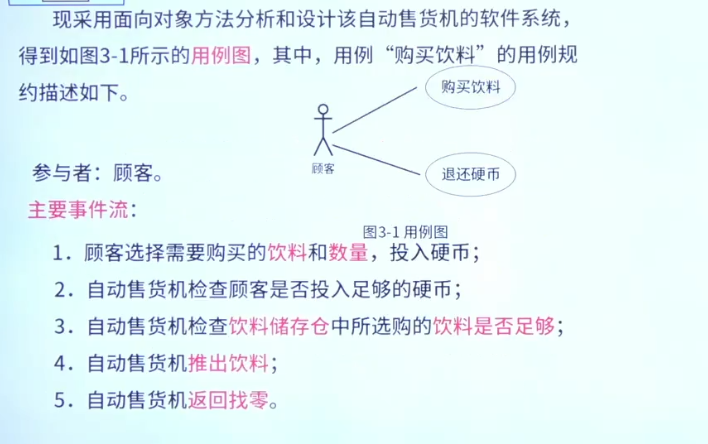 现采用面向对象方法分析和设计该自动售货机的软件系统，
得到如图3-1所示的用例图，其中，用例“购买饮料”的用例规
约描述如下。
购买饮料
顾客
退还硬币
参与者：顾客。
主要事件流：
图3-1 用例图
1．顾客选择需要购买的饮料和数量，投入硬币；
2．自动售货机检查顾客是否投入足够的硬币；
3．自动售货机检查饮料储存仓中所选购的饮料是否足够；
4．自动售货机推出饮料；
5．自动售货机返回找零。